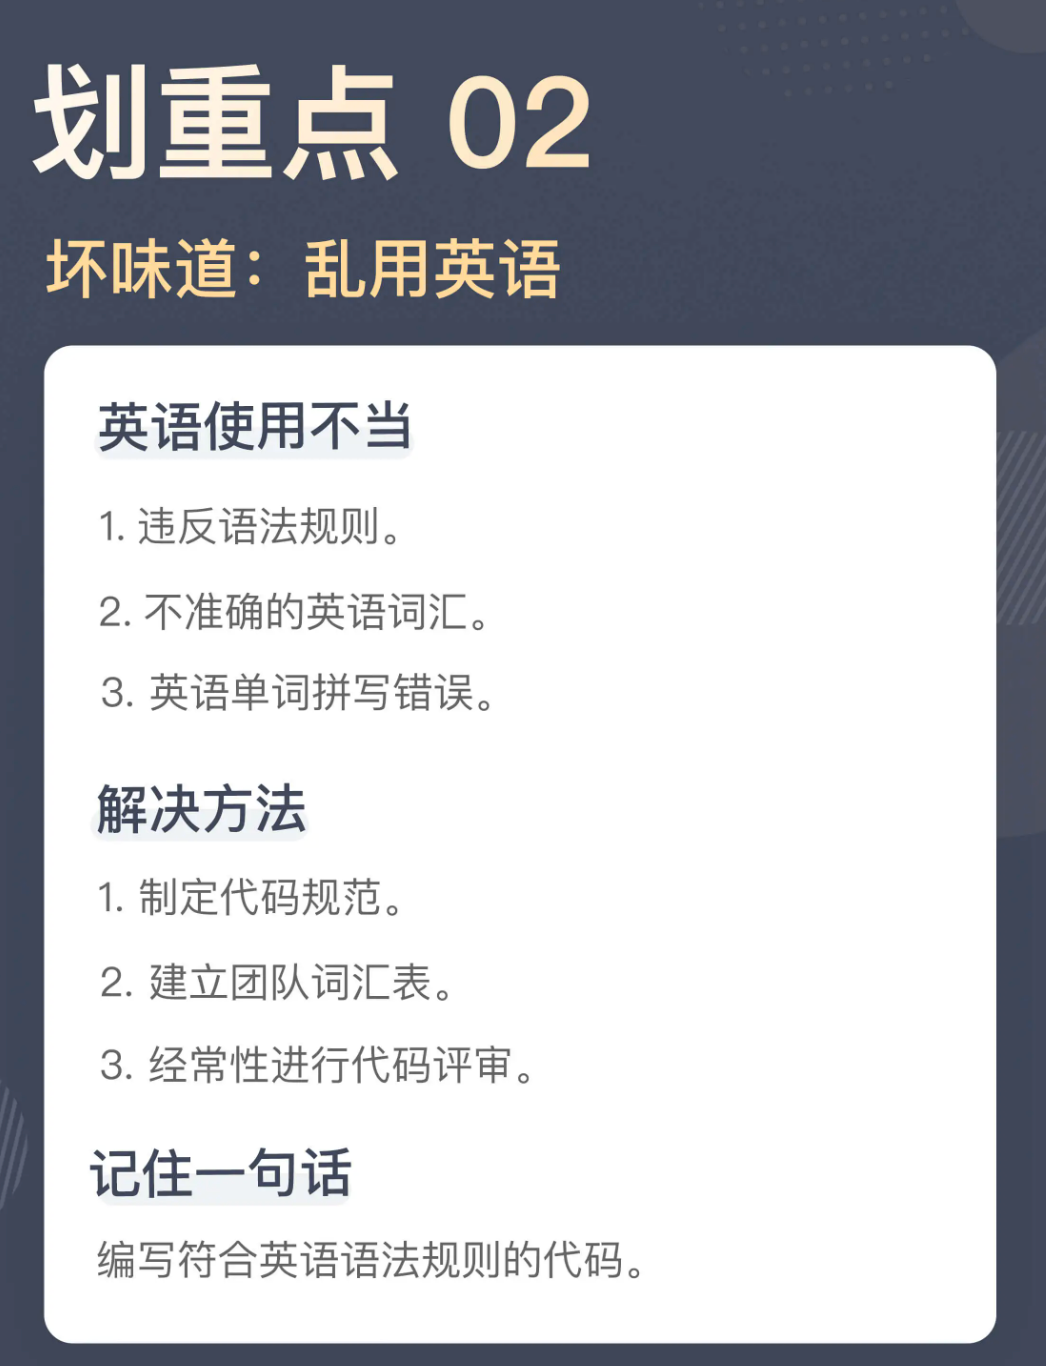 划重点 02
坏味道：乱用英语
英语使用不当
1. 违反语法规则。
2. 不准确的英语词汇。
3. 英语单词拼写错误。
解决方法
1. 制定代码规范。
2. 建立团队词汇表。
3. 经常性进行代码评审。
记住一句话
编写符合英语语法规则的代码。